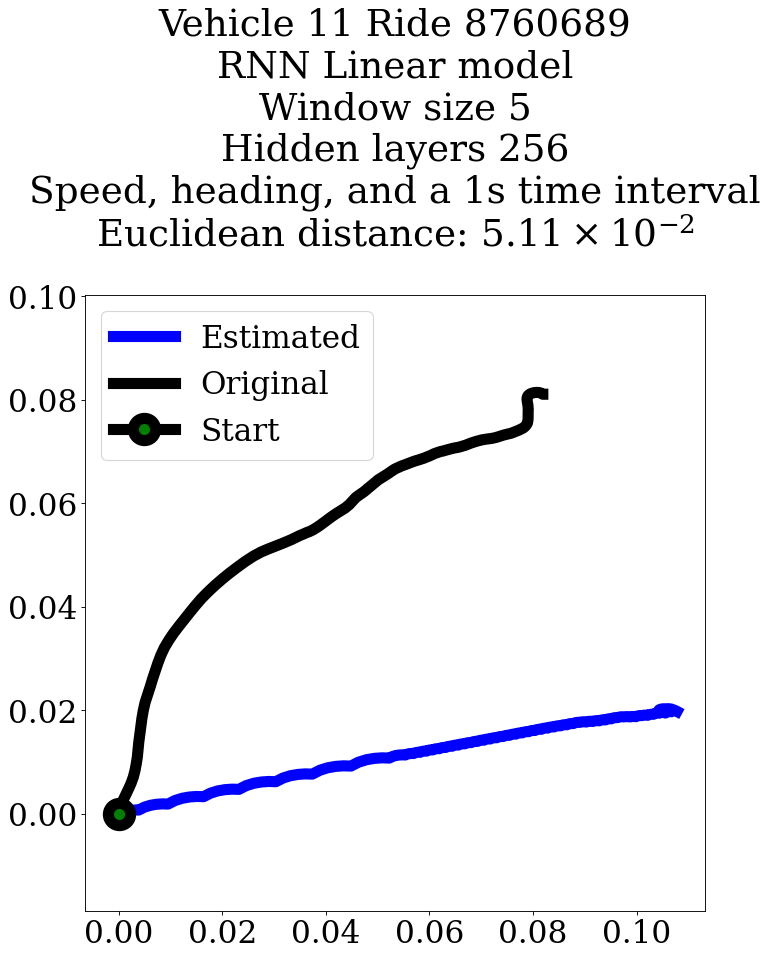 Vehicle 11 Ride 8760689
RNN Linear model
Window size 5
Hidden layers 256
Speed, heading, and a 1s time interval
Euclidean distance: 5.11 × 10⁻²
Estimated
Original
Start
0.10
0.08
0.06
0.04
0.02
0.00
0.00 0.02 0.04 0.06 0.08 0.10